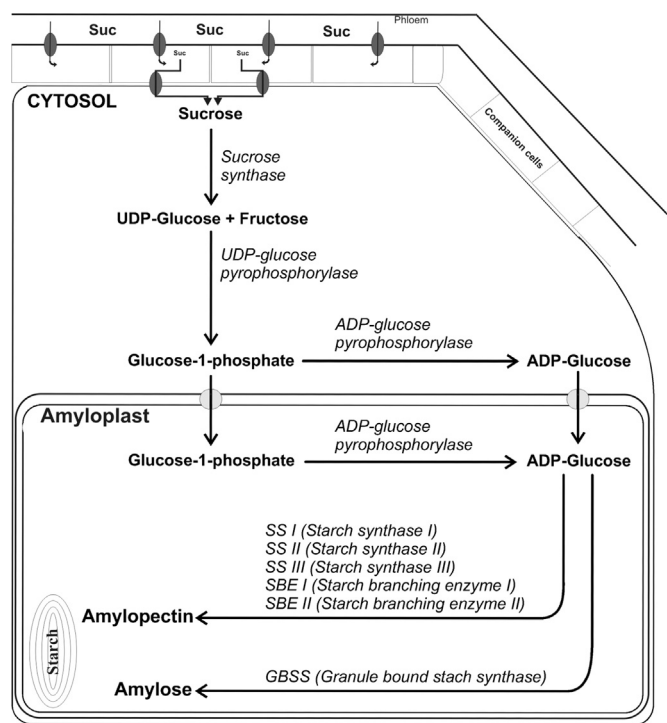 Phloem
Suc Suc Suc
Suc Suc
CYTOSOL
Sucrose
Companion cells
Sucrose
synthase
UDP-Glucose + Fructose
UDP-glucose
pyrophosphorylase
ADP-glucose
pyrophosphorylase
Glucose-1-phosphate ADP-Glucose
Amyloplast
ADP-glucose
pyrophosphorylase
Glucose-1-phosphate ADP-Glucose
SS I (Starch synthase I)
SS II (Starch synthase II)
SS III (Starch synthase III)
SBE I (Starch branching enzyme I)
SBE II (Starch branching enzyme II)
Amylopectin
Starch
GBSS (Granule bound stach synthase)
Amylose